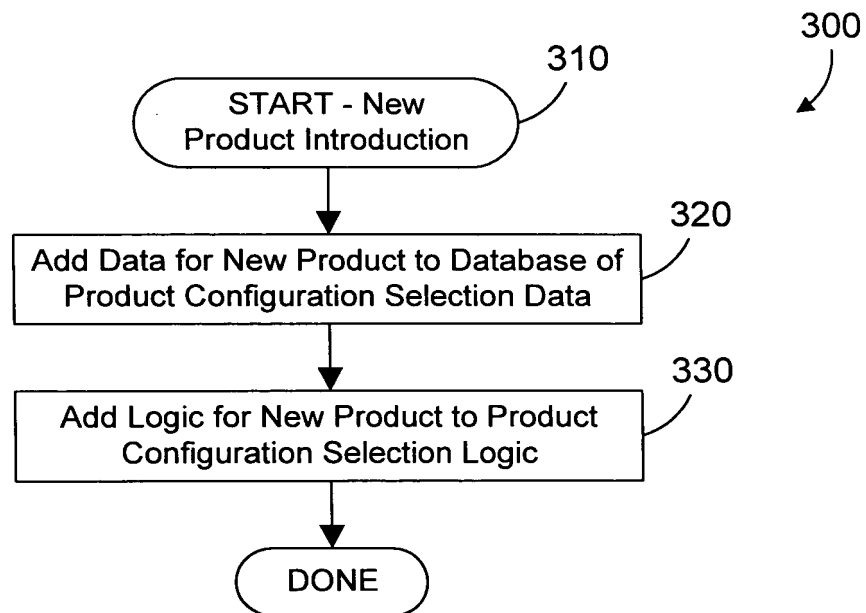 300
310
START - New
Product Introduction
320
Add Data for New Product to Database of
Product Configuration Selection Data
330
Add Logic for New Product to Product
Configuration Selection Logic
DONE